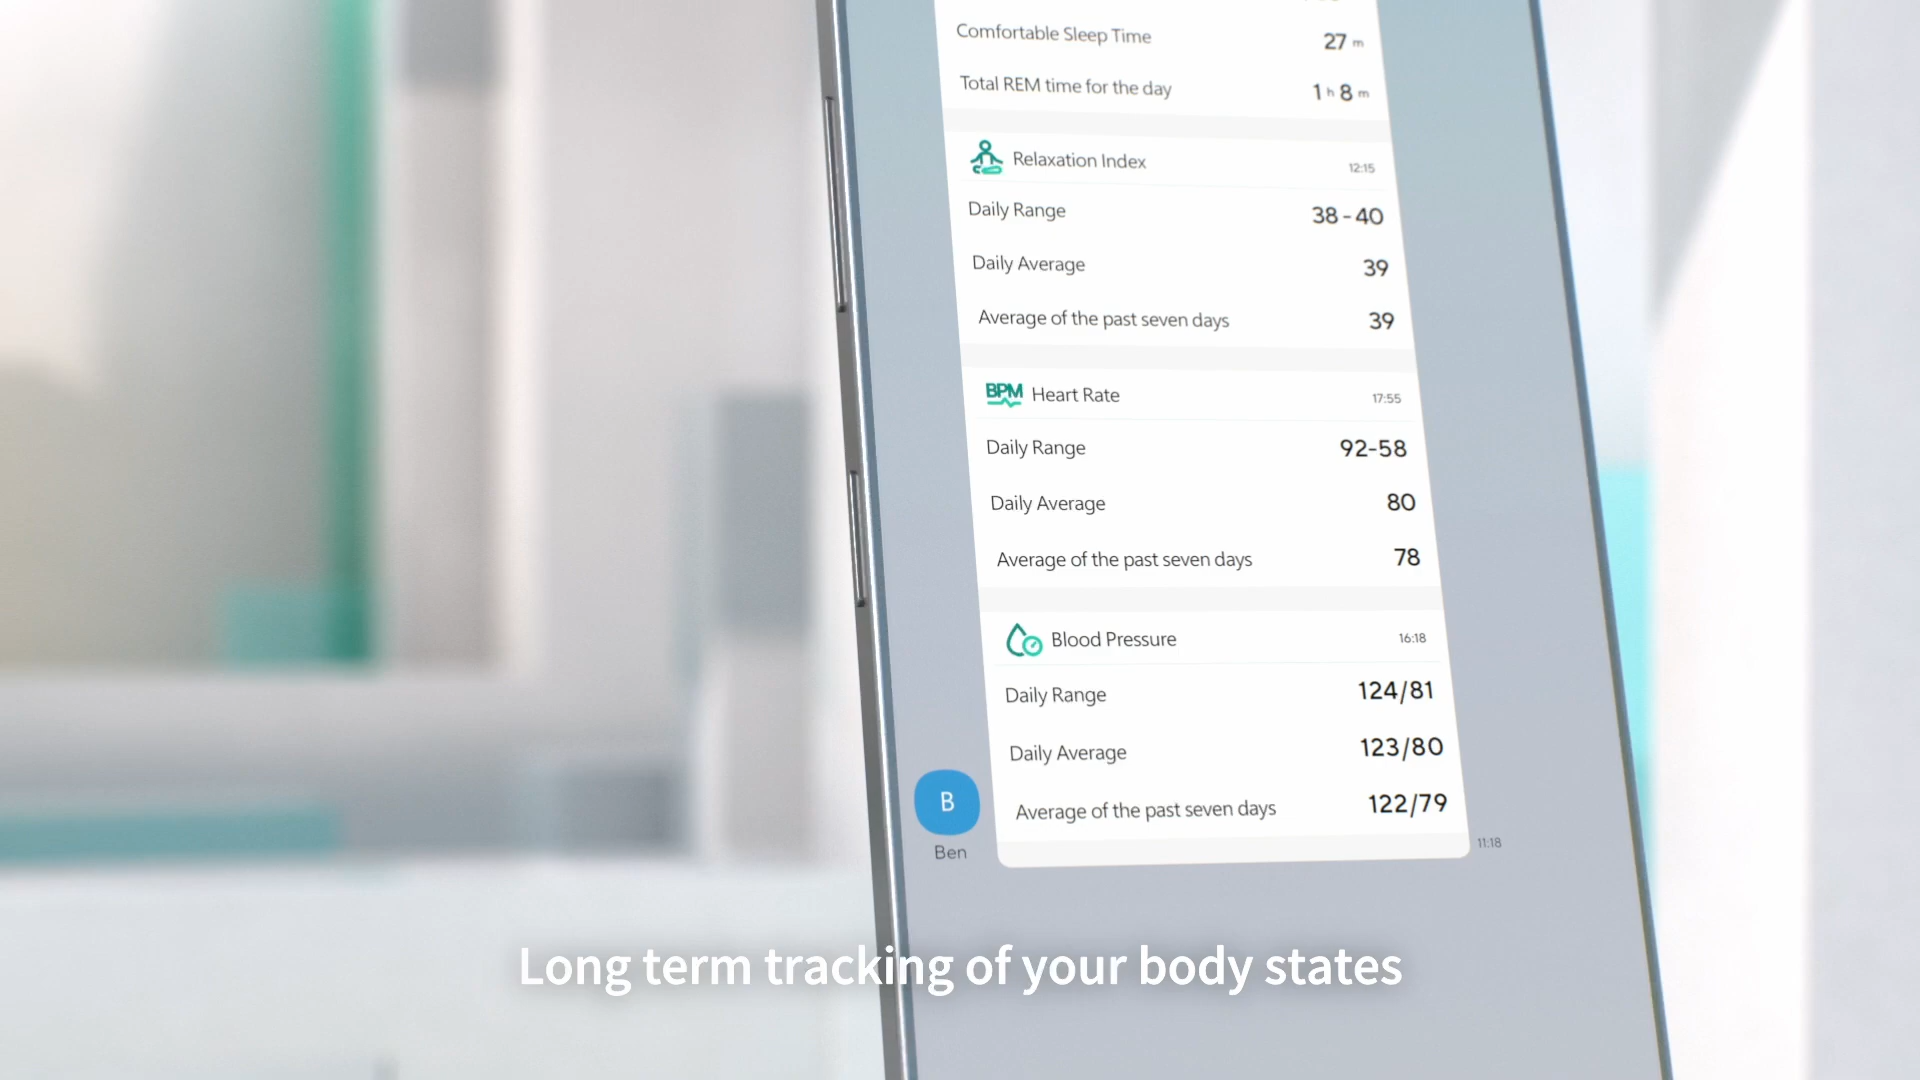 Comfortable Sleep Time 27 m
Total REM time for the day 1 h 8 m
Relaxation Index 12:15
Daily Range 38-40
Daily Average 39
Average of the past seven days 39
BPM Heart Rate 17:55
Daily Range 92-58
Daily Average 80
Average of the past seven days 78
Blood Pressure 16:18
Daily Range 124/81
Daily Average 123/80
Average of the past seven days 122/79
B
Ben
11:18
Long term tracking of your body states